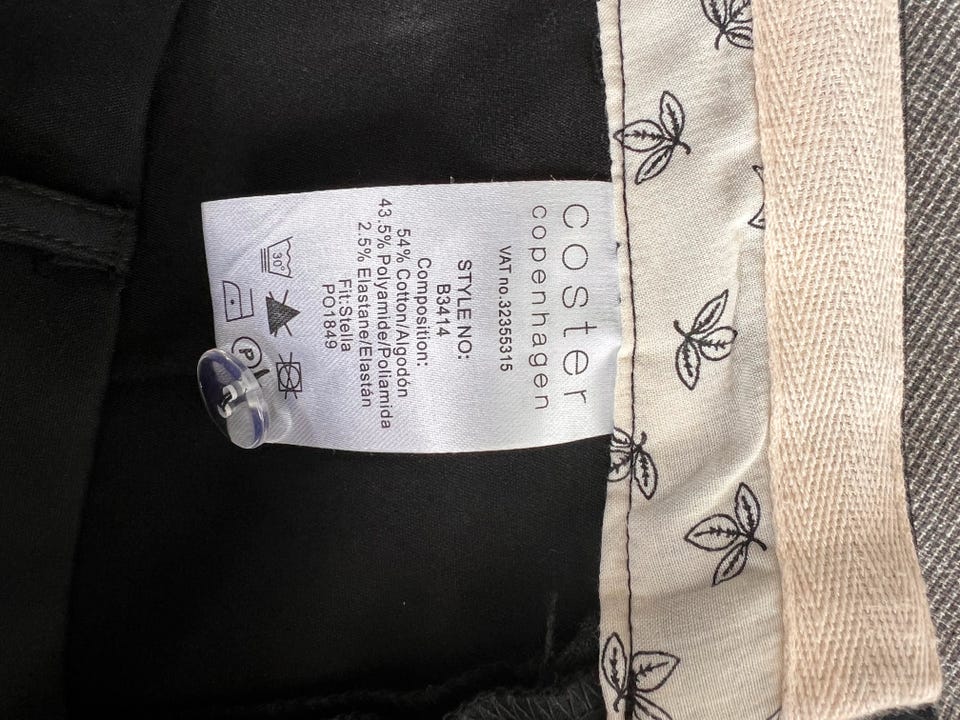 coster
copenhagen
VAT no.32355315
STYLE NO:
B3414
Composition:
54% Cotton/Algodón
43.5% Polyamide/Poliamida
2.5% Elastane/Elastán
Fit:Stella
PO1849
30°
P